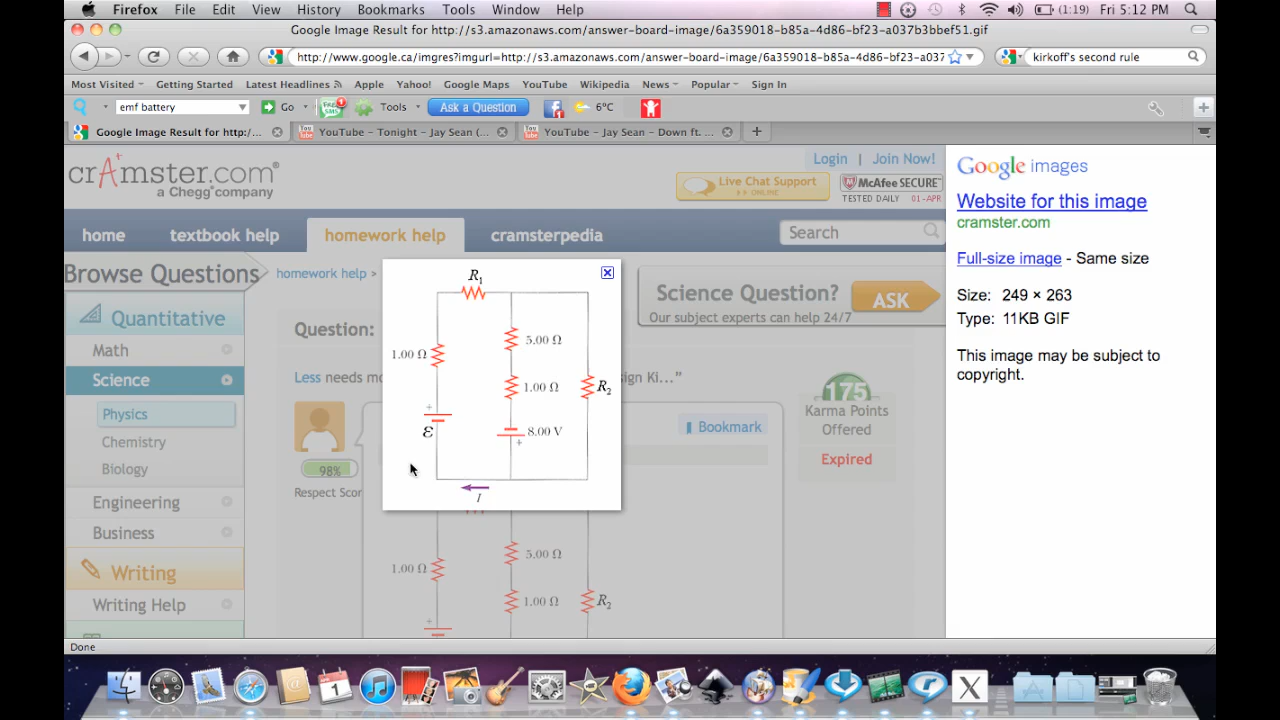 Firefox File Edit View History Bookmarks Tools Window Help (1:19) Fri 5:12 PM
Google Image Result for http://s3.amazonaws.com/answer-board-image/6a359018-b85a-4d86-bf23-a037b3bbef51.gif
http://www.google.ca/imgres?imgurl=http://s3.amazonaws.com/answer-board-image/6a359018-b85a-4d86-bf23-a037 kirkoff's second rule
Most Visited Getting Started Latest Headlines Apple Yahoo! Google Maps YouTube Wikipedia News Popular Sign In
emf battery Go Tools Ask a Question 6°C
Google Image Result for http:/... YouTube - Tonight - Jay Sean (... YouTube - Jay Sean - Down ft. ...
crAmster.com®
a Chegg company
Login | Join Now!
Live Chat Support
ONLINE
McAfee SECURE
TESTED DAILY 01-APR
home textbook help homework help cramsterpedia Search
Browse Questions
homework help >
Quantitative
Math
Science
Physics
Chemistry
Biology
Engineering
Business
Writing
Writing Help
Question:
Less needs mo
sign Ki..."
98%
Respect Scor
Science Question?
Our subject experts can help 24/7
ASK
Bookmark
175
Karma Points
Offered
Expired
R1
5.00 Ω
1.00 Ω
1.00 Ω
R2
+
ε
8.00 V
+
I
5.00 Ω
1.00 Ω
1.00 Ω
R2
+
Google images
Website for this image
cramster.com
Full-size image - Same size
Size: 249 × 263
Type: 11KB GIF
This image may be subject to
copyright.
Done
1
X